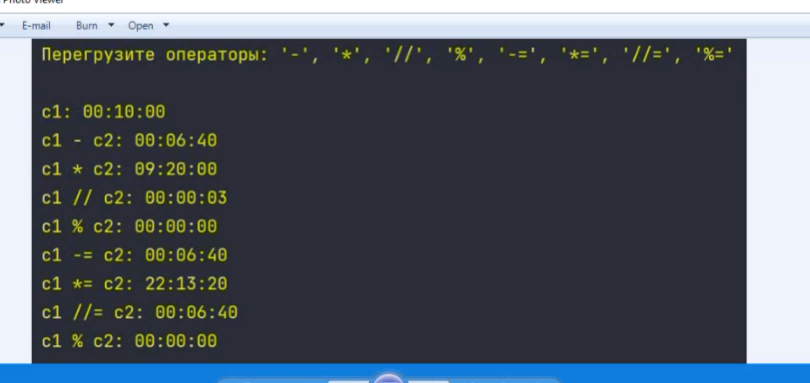 Photo Viewer
E-mail Burn Open
Перегрузите операторы: '-', '*', '//', '%', '-=', '*=', '//=', '%='
c1: 00:10:00
c1 - c2: 00:06:40
c1 * c2: 09:20:00
c1 // c2: 00:00:03
c1 % c2: 00:00:00
c1 -= c2: 00:06:40
c1 *= c2: 22:13:20
c1 //= c2: 00:06:40
c1 % c2: 00:00:00